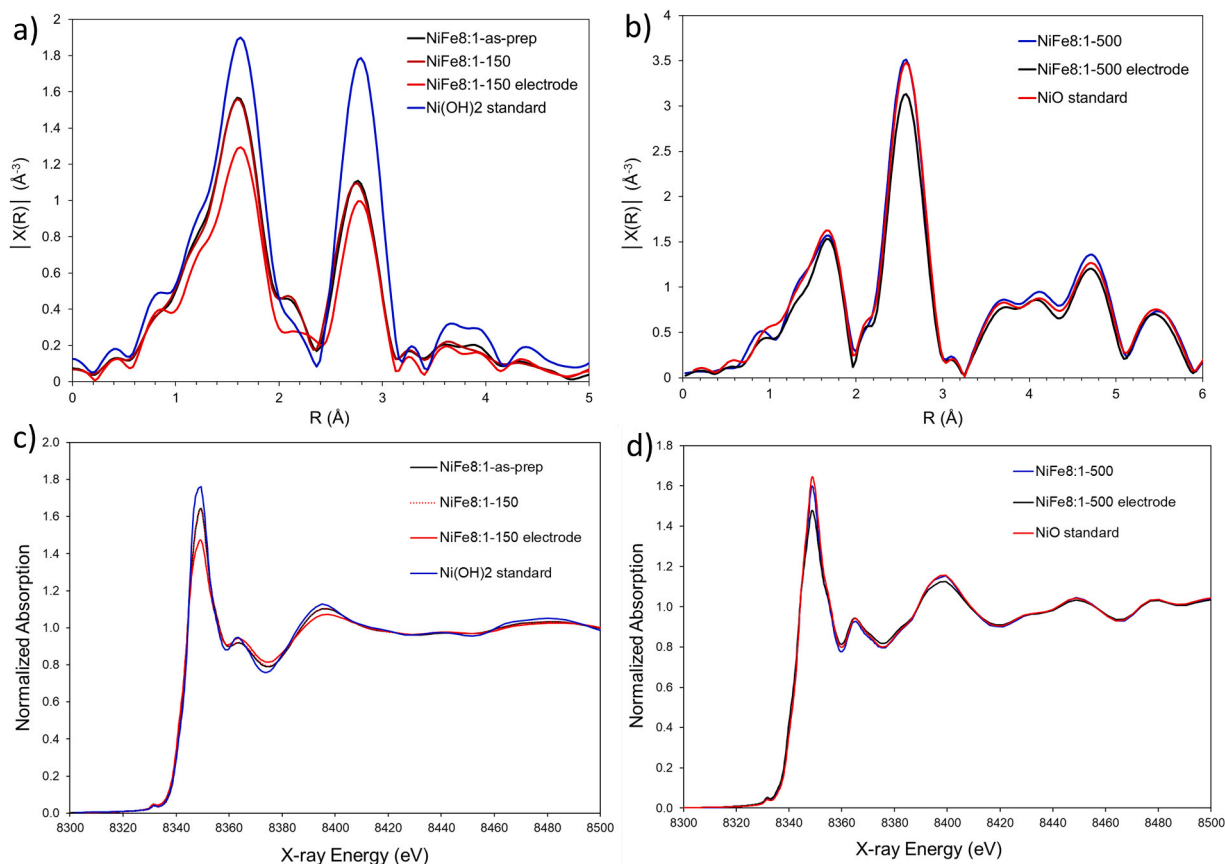 a)
NiFe8:1-as-prep
NiFe8:1-150
NiFe8:1-150 electrode
Ni(OH)2 standard
|X(R)| (Å-3)
2
1.8
1.6
1.4
1.2
1
0.8
0.6
0.4
0.2
0
0 1 2 3 4 5
R (Å)
b)
NiFe8:1-500
NiFe8:1-500 electrode
NiO standard
|X(R)| (Å-3)
4
3.5
3
2.5
2
1.5
1
0.5
0
0 1 2 3 4 5 6
R (Å)
c)
NiFe8:1-as-prep
NiFe8:1-150
NiFe8:1-150 electrode
Ni(OH)2 standard
Normalized Absorption
2.0
1.8
1.6
1.4
1.2
1.0
0.8
0.6
0.4
0.2
0.0
8300 8320 8340 8360 8380 8400 8420 8440 8460 8480 8500
X-ray Energy (eV)
d)
NiFe8:1-500
NiFe8:1-500 electrode
NiO standard
Normalized Absorption
1.8
1.6
1.4
1.2
1.0
0.8
0.6
0.4
0.2
0.0
8300 8320 8340 8360 8380 8400 8420 8440 8460 8480 8500
X-ray Energy (eV)